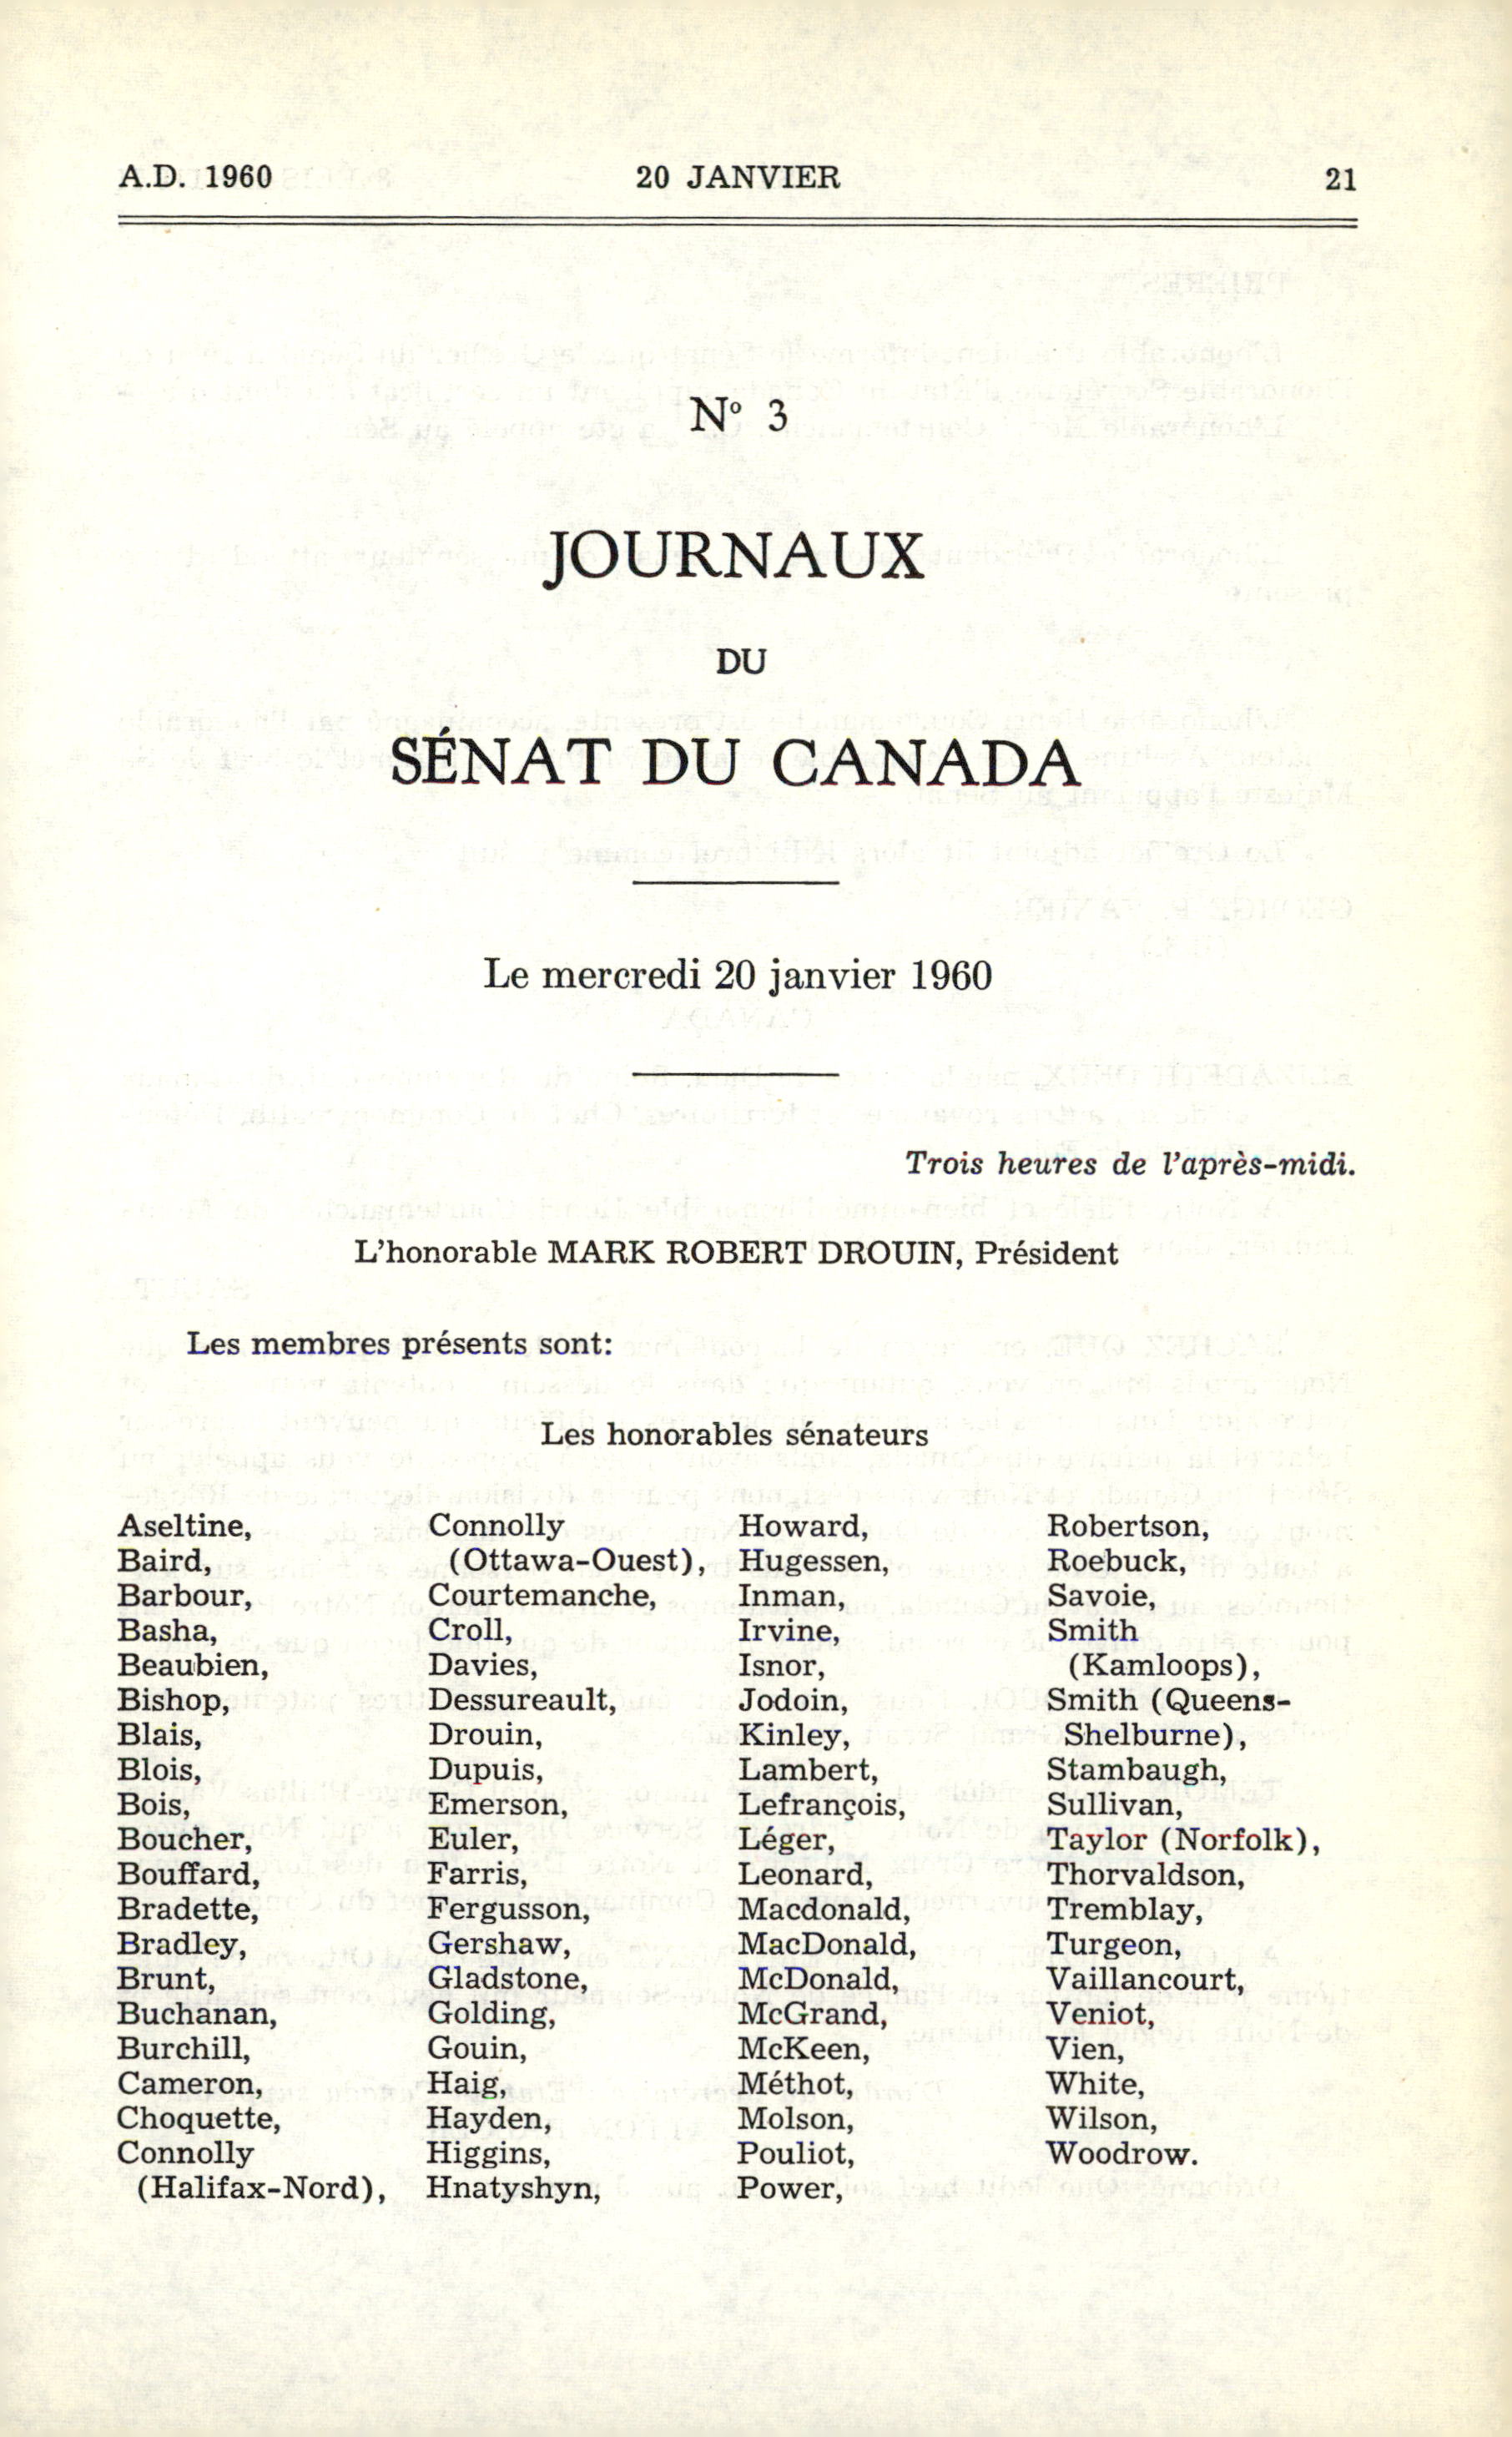 A.D. 1960 20 JANVIER 21
Nº 3
JOURNAUX
DU
SÉNAT DU CANADA
Le mercredi 20 janvier 1960
Trois heures de l'après-midi.
L'honorable MARK ROBERT DROUIN, Président
Les membres présents sont:
Les honorables sénateurs
Aseltine,
Baird,
Barbour,
Basha,
Beaubien,
Bishop,
Blais,
Blois,
Bois,
Boucher,
Bouffard,
Bradette,
Bradley,
Brunt,
Buchanan,
Burchill,
Cameron,
Choquette,
Connolly
(Halifax-Nord),
Connolly
(Ottawa-Ouest),
Courtemanche,
Croll,
Davies,
Dessureault,
Drouin,
Dupuis,
Emerson,
Euler,
Farris,
Fergusson,
Gershaw,
Gladstone,
Golding,
Gouin,
Haig,
Hayden,
Higgins,
Hnatyshyn,
Howard,
Hugessen,
Inman,
Irvine,
Isnor,
Jodoin,
Kinley,
Lambert,
Lefrançois,
Léger,
Leonard,
Macdonald,
MacDonald,
McDonald,
McGrand,
McKeen,
Méthot,
Molson,
Pouliot,
Power,
Robertson,
Roebuck,
Savoie,
Smith
(Kamloops),
Smith (Queens-
Shelburne),
Stambaugh,
Sullivan,
Taylor (Norfolk),
Thorvaldson,
Tremblay,
Turgeon,
Vaillancourt,
Veniot,
Vien,
White,
Wilson,
Woodrow.